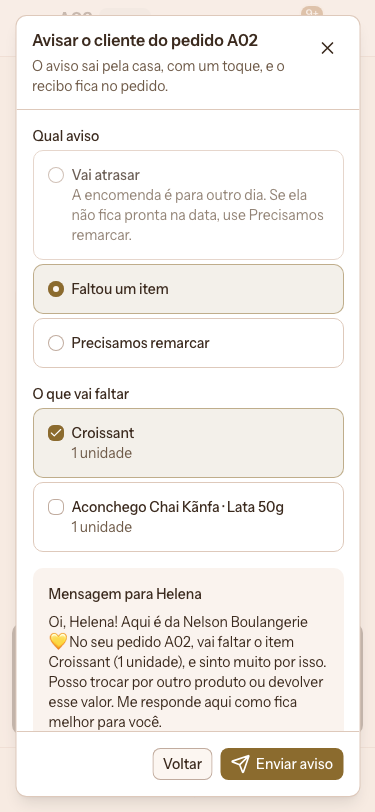 Avisar o cliente do pedido A02
O aviso sai pela casa, com um toque, e o
recibo fica no pedido.
Qual aviso
Vai atrasar
A encomenda é para outro dia. Se ela
não fica pronta na data, use Precisamos
remarcar.
Faltou um item
Precisamos remarcar
O que vai faltar
Croissant
1 unidade
Aconchego Chai Kãnfa · Lata 50g
1 unidade
Mensagem para Helena
Oi, Helena! Aqui é da Nelson Boulangerie
💛 No seu pedido A02, vai faltar o item
Croissant (1 unidade), e sinto muito por isso.
Posso trocar por outro produto ou devolver
esse valor. Me responde aqui como fica
melhor para você.
Voltar
Enviar aviso